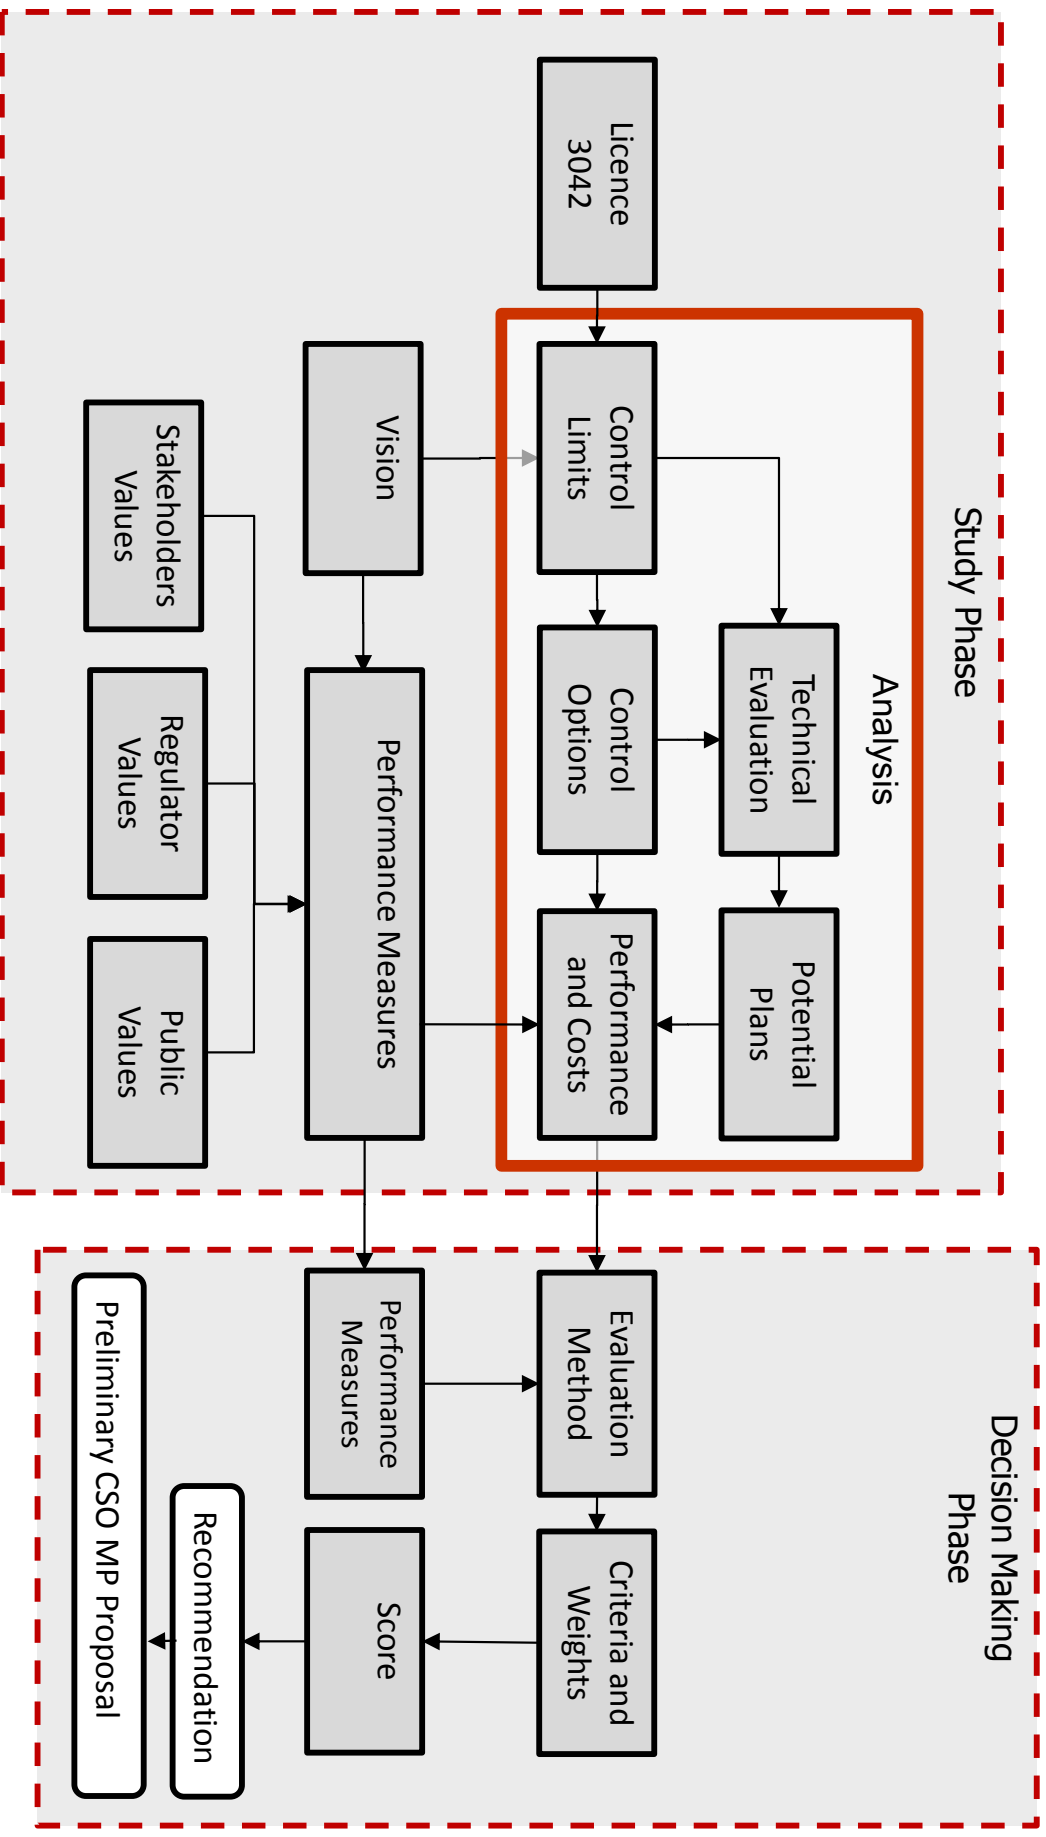 Study Phase
Analysis
Licence
3042
Control
Limits
Technical
Evaluation
Control
Options
Potential
Plans
Performance
and Costs
Vision
Performance Measures
Stakeholders
Values
Regulator
Values
Public
Values
Decision Making
Phase
Evaluation
Method
Criteria and
Weights
Performance
Measures
Score
Recommendation
Preliminary CSO MP Proposal